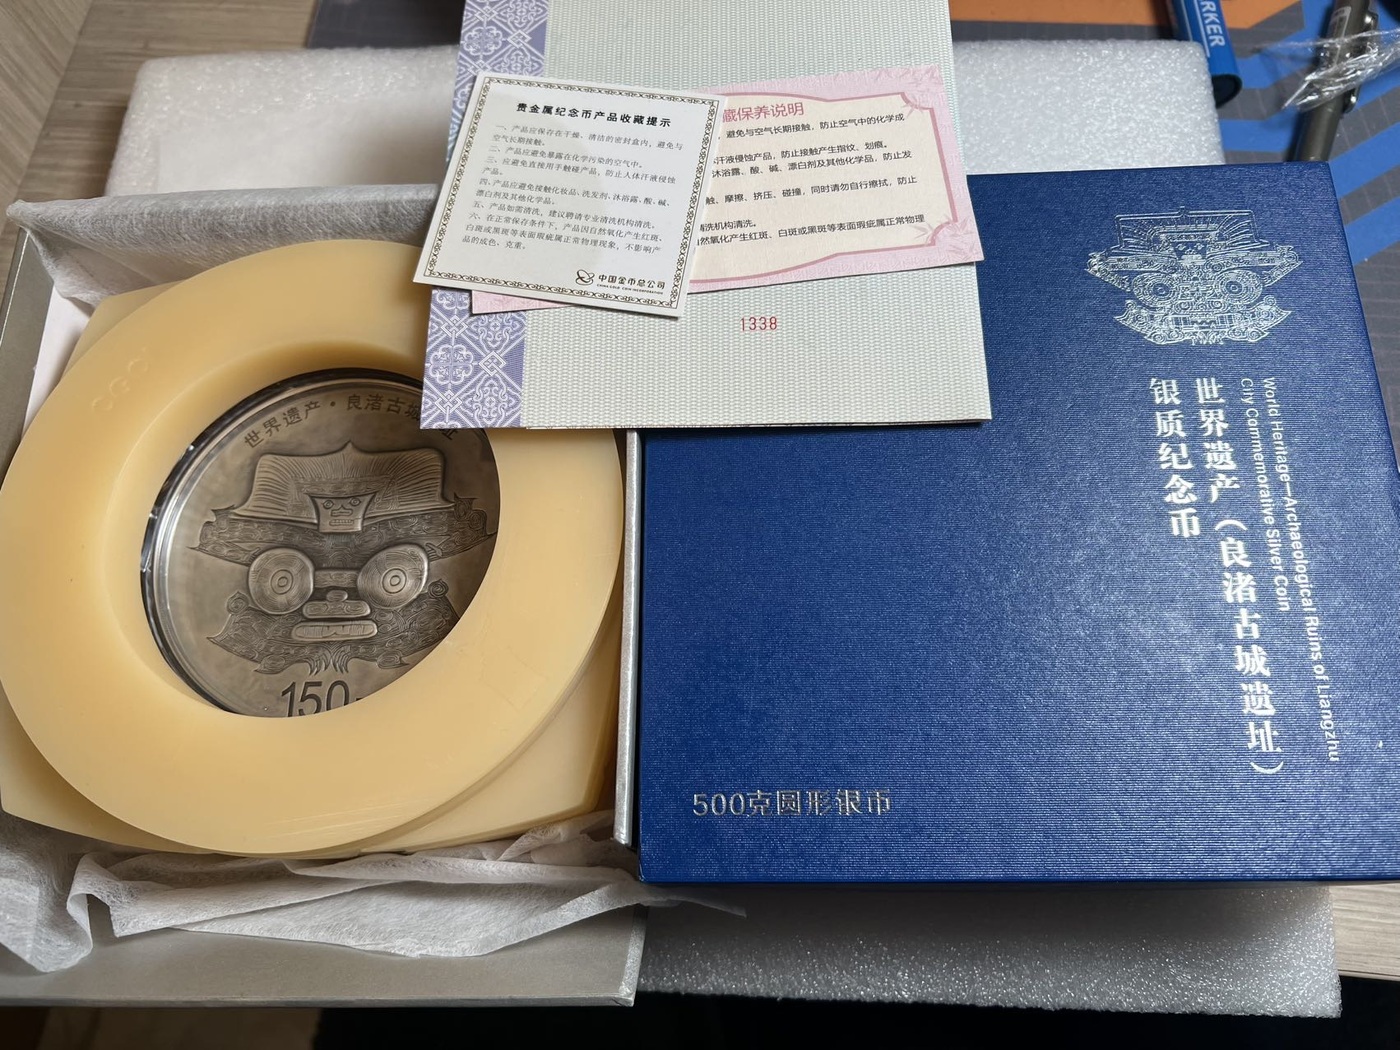 RKER
贵金属纪念币产品收藏提示
一、产品应保存在干燥、清洁的密封盒内，避免与
空气长期接触。
二、产品应避免暴露在化学污染的空气中。
三、应避免直接用手触碰产品，防止人体汗液侵蚀
产品。
四、产品应避免接触化妆品、洗发剂、沐浴露、酸、碱、
漂白剂及其他化学品。
五、产品如需清洗，建议聘请专业清洗机构清洗。
六、在正常保存条件下，产品因自然氧化产生红斑、
白斑或黑斑等表面瑕疵属正常物理现象，不影响产
品的成色、克重。
中国金币总公司
CHINA GOLD COIN INCORPORATION
藏保养说明
，避免与空气长期接触，防止空气中的化学成
汗液侵蚀产品，防止接触产生指纹、划痕。
沐浴露、酸、碱、漂白剂及其他化学品，防止发
触、摩擦、挤压、碰撞，同时请勿自行擦拭，防止
清洗机构清洗。
然氧化产生红斑、白斑或黑斑等表面瑕疵属正常物理
1338
CGC
世界遗产·良渚古城
150
World Heritage—Archaeological Ruins of Liangzhu
City Commemorative Silver Coin
世界遗产（良渚古城遗址）
银质纪念币
500克圆形银币